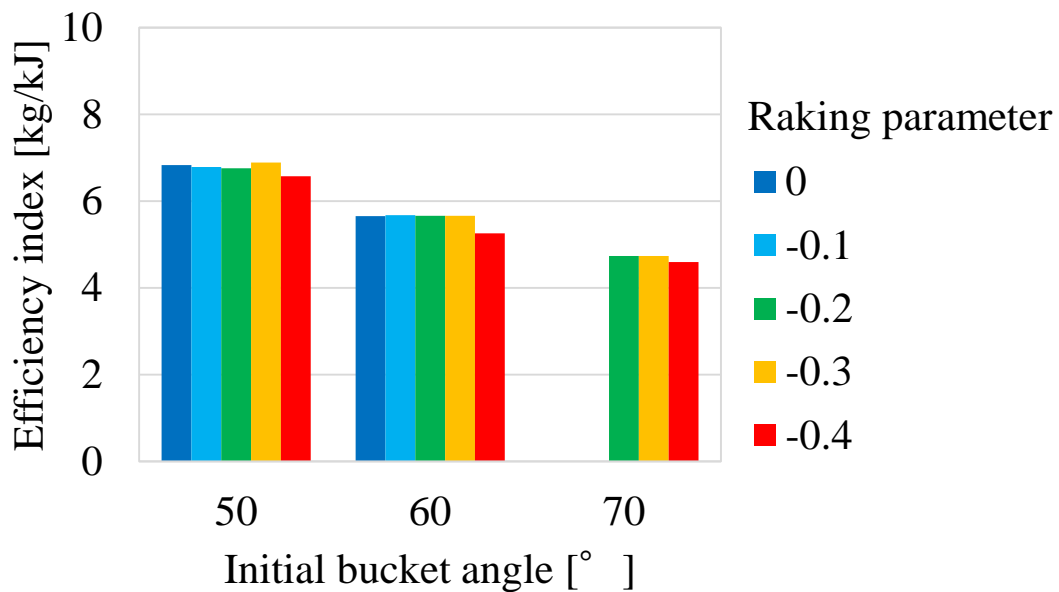 Efficiency index [kg/kJ]
10
8
6
4
2
0
50 60 70
Initial bucket angle [° ]
Raking parameter
0
-0.1
-0.2
-0.3
-0.4